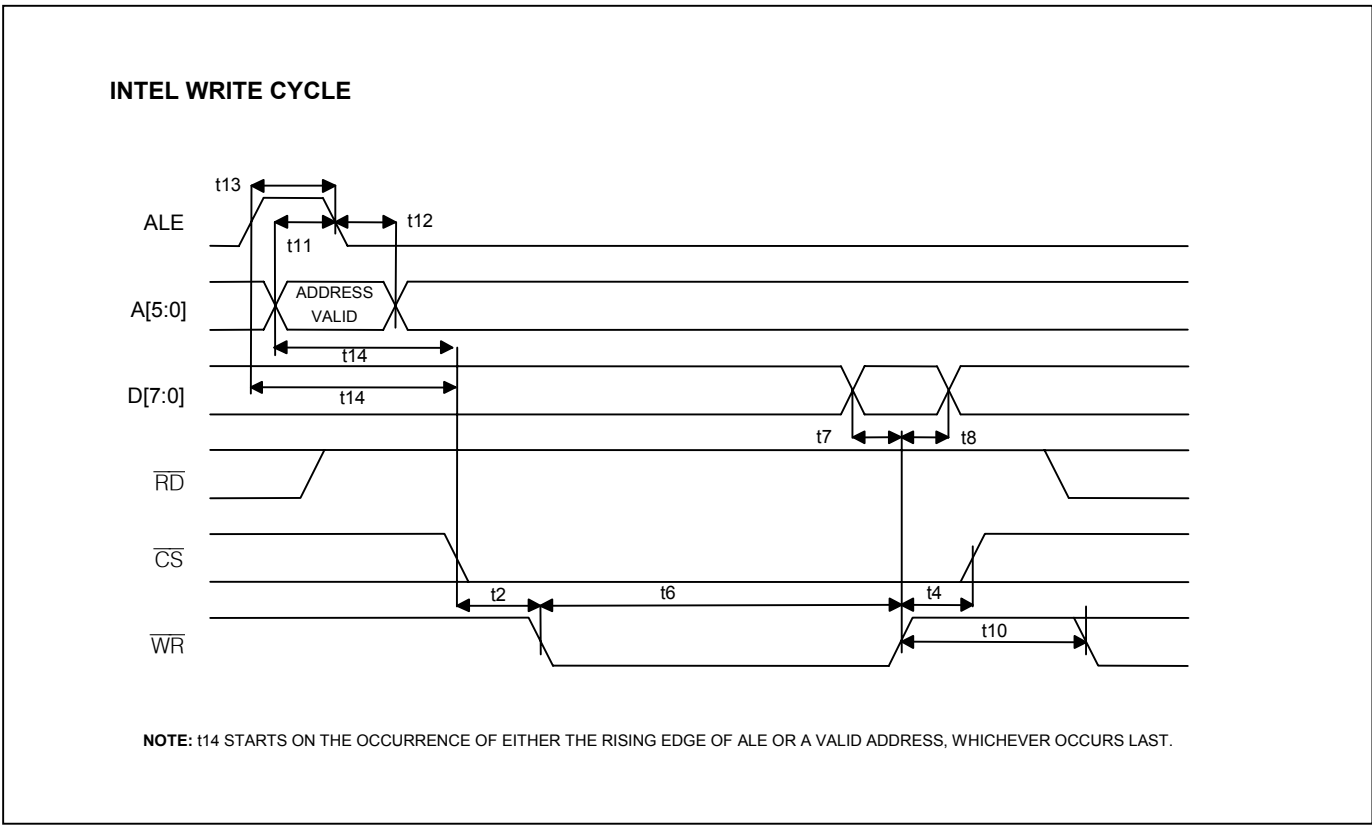 INTEL WRITE CYCLE
t13
ALE
t12
t11
ADDRESS
VALID
A[5:0]
t14
t14
D[7:0]
t7
t8
RD
CS
t2
t6
t4
t10
WR
NOTE: t14 STARTS ON THE OCCURRENCE OF EITHER THE RISING EDGE OF ALE OR A VALID ADDRESS, WHICHEVER OCCURS LAST.